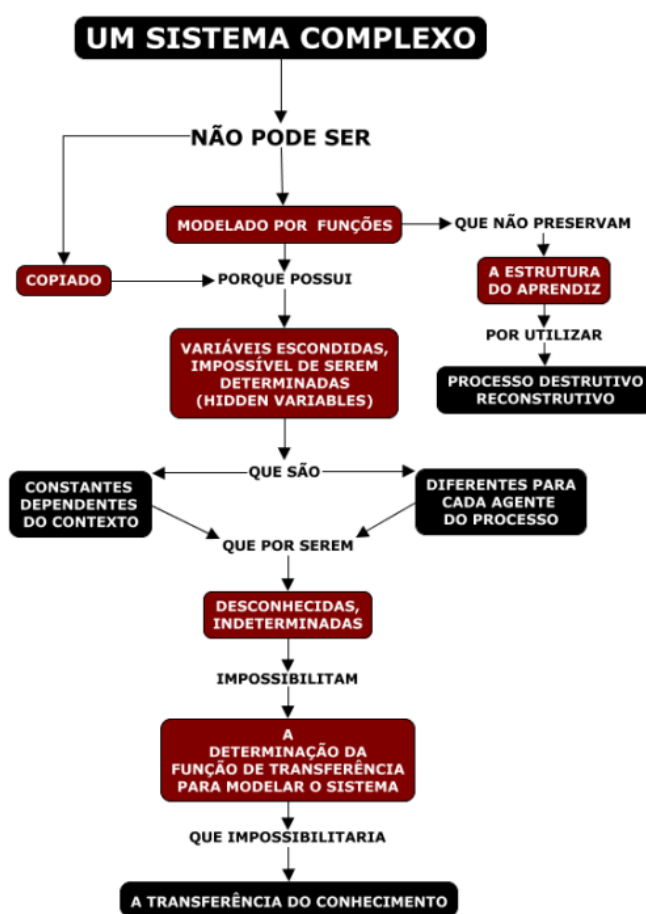 UM SISTEMA COMPLEXO
NÃO PODE SER
MODELADO POR FUNÇÕES
QUE NÃO PRESERVAM
COPIADO
PORQUE POSSUI
A ESTRUTURA
DO APRENDIZ
POR UTILIZAR
VARIÁVEIS ESCONDIDAS,
IMPOSSÍVEL DE SEREM
DETERMINADAS
(HIDDEN VARIABLES)
PROCESSO DESTRUTIVO
RECONSTRUTIVO
QUE SÃO
CONSTANTES
DEPENDENTES
DO CONTEXTO
DIFERENTES PARA
CADA AGENTE
DO PROCESSO
QUE POR SEREM
DESCONHECIDAS,
INDETERMINADAS
IMPOSSIBILITAM
A
DETERMINAÇÃO DA
FUNÇÃO DE TRANSFERÊNCIA
PARA MODELAR O SISTEMA
QUE IMPOSSIBILITARIA
A TRANSFERÊNCIA DO CONHECIMENTO